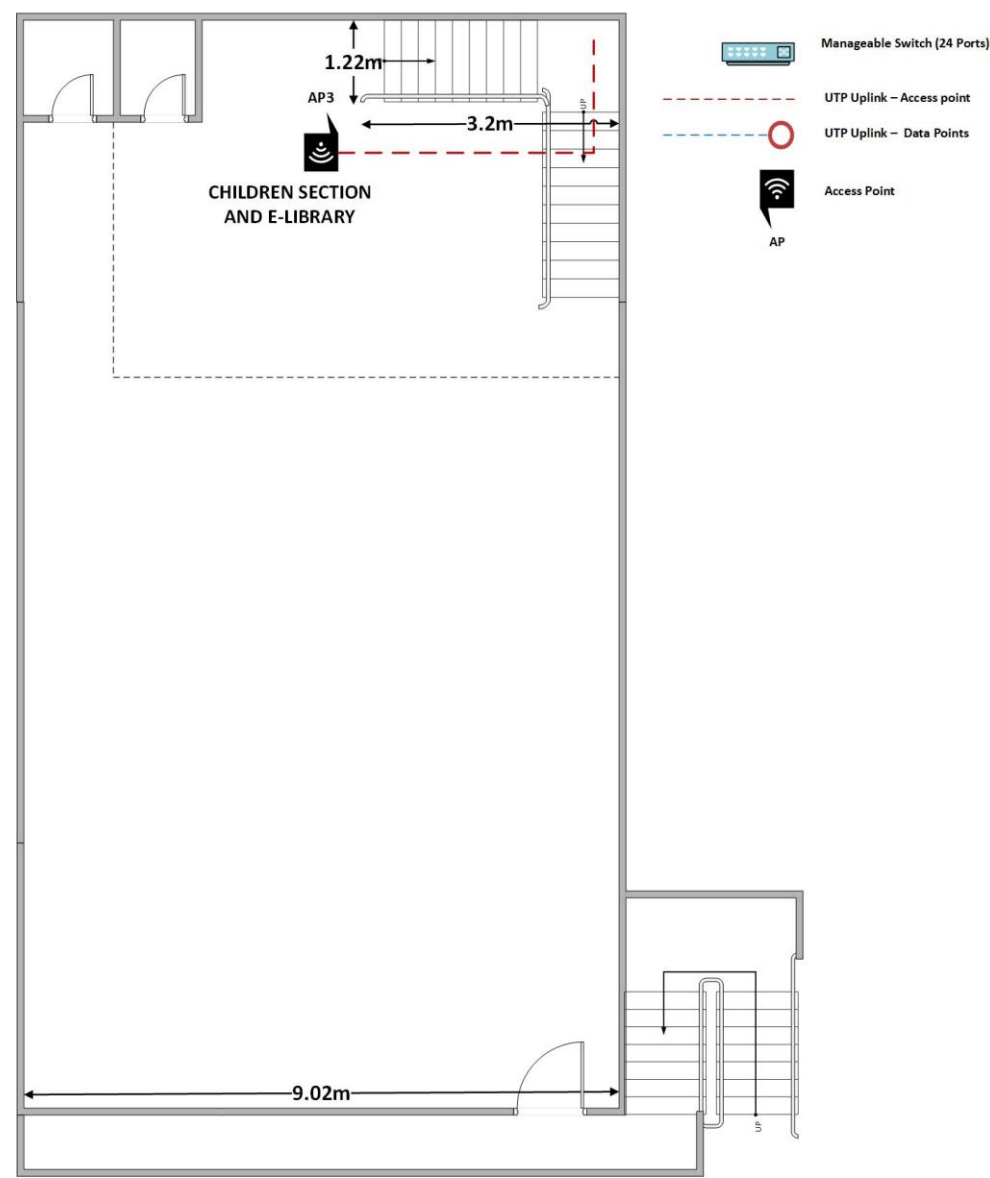 Manageable Switch (24 Ports)
1.22m
AP3
UP
UTP Uplink – Access point
3.2m
UTP Uplink – Data Points
CHILDREN SECTION
AND E-LIBRARY
Access Point
AP
9.02m
UP